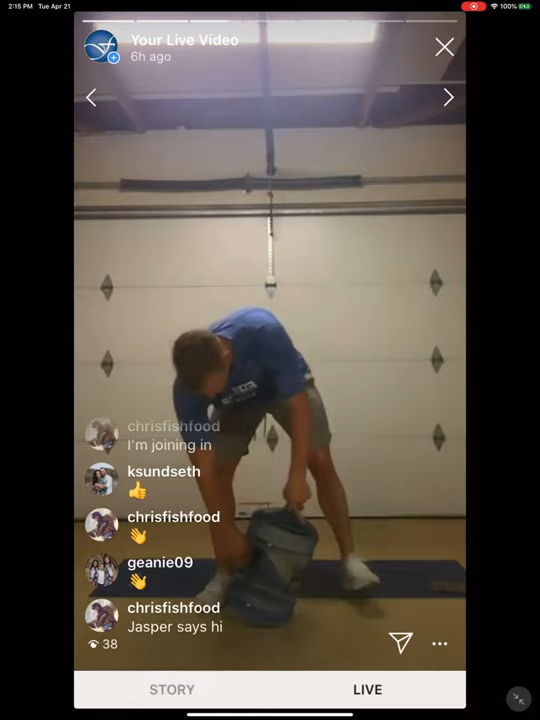 2:15 PM Tue Apr 21
100%
Your Live Video
6h ago
chrisfishfood
I'm joining in
ksundseth
👍
chrisfishfood
👋
geanie09
👋
chrisfishfood
Jasper says hi
38
STORY
LIVE